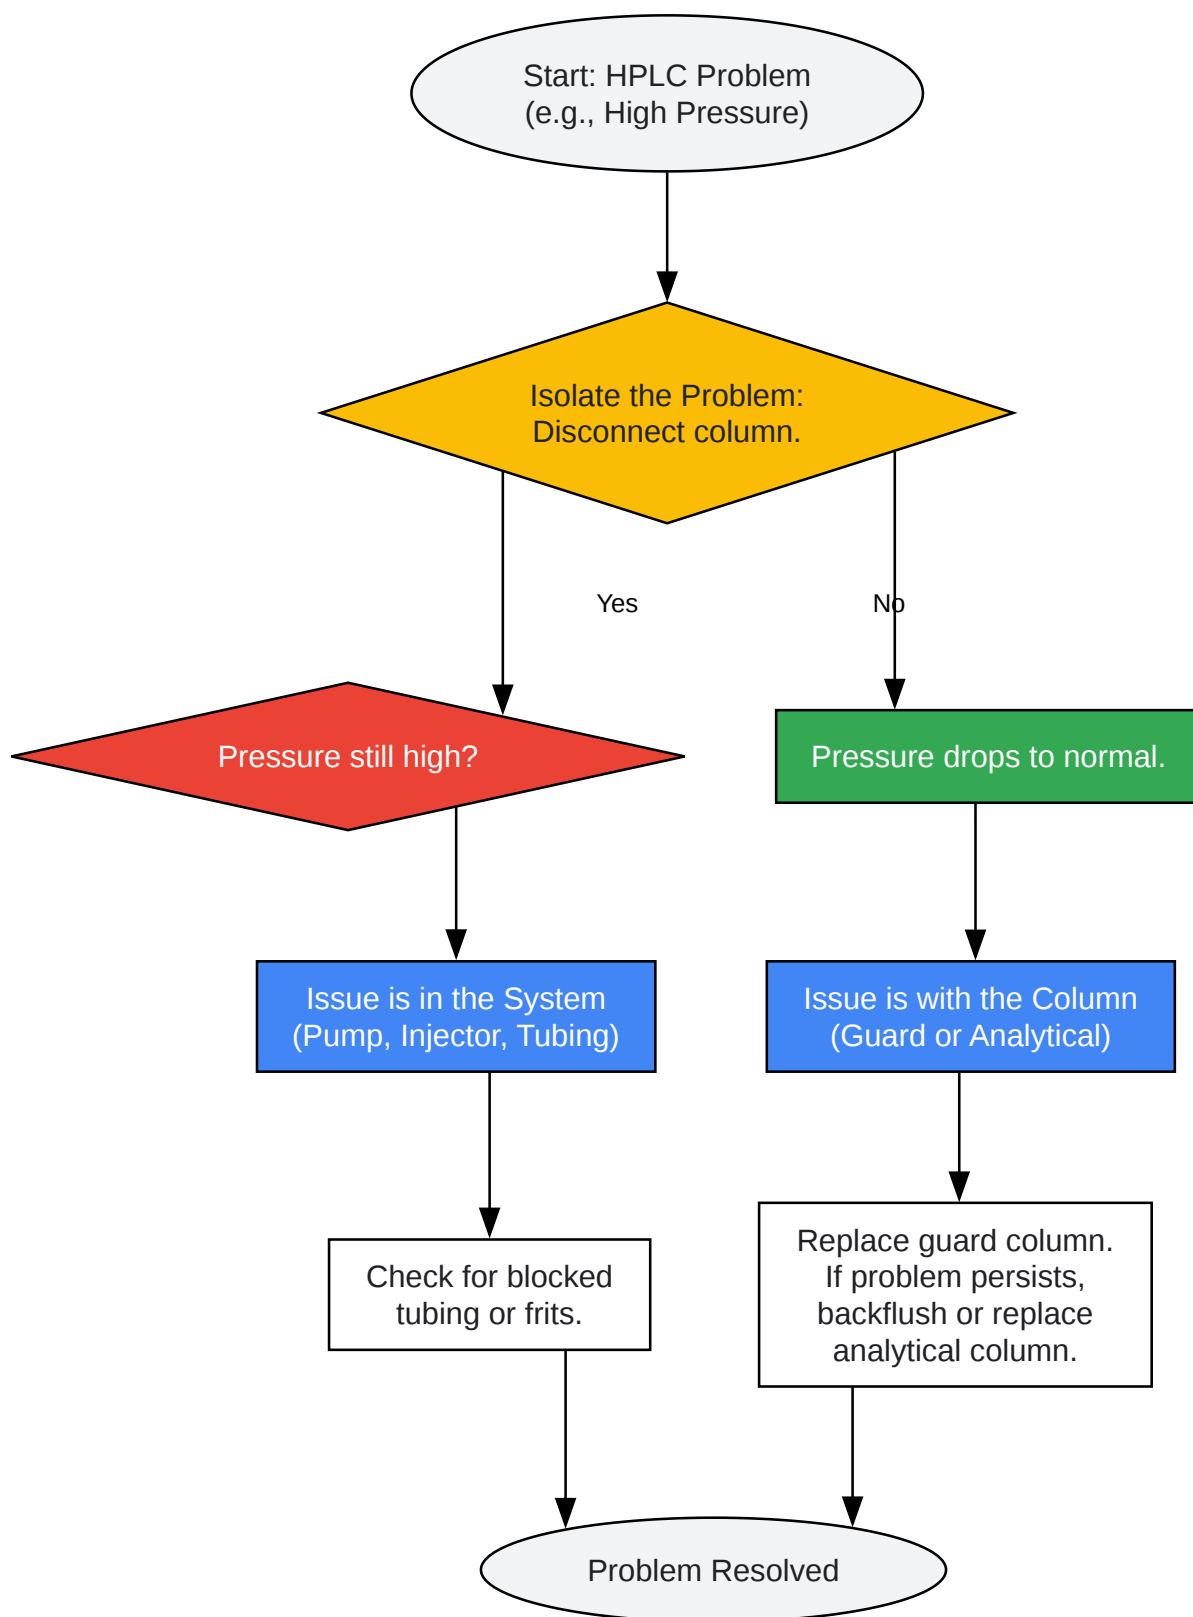 Start: HPLC Problem
(e.g., High Pressure)
Isolate the Problem:
Disconnect column.
Yes
No
Pressure still high?
Pressure drops to normal.
Issue is in the System
(Pump, Injector, Tubing)
Issue is with the Column
(Guard or Analytical)
Check for blocked
tubing or frits.
Replace guard column.
If problem persists,
backflush or replace
analytical column.
Problem Resolved